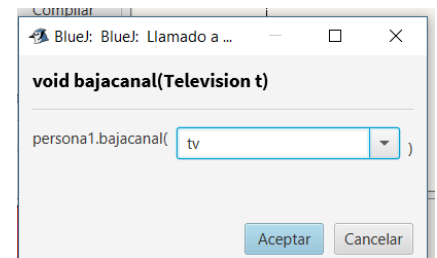 Compilar
BlueJ: BlueJ: Llamado a ...
void bajacanal(Television t)
persona1.bajacanal( tv )
Aceptar Cancelar